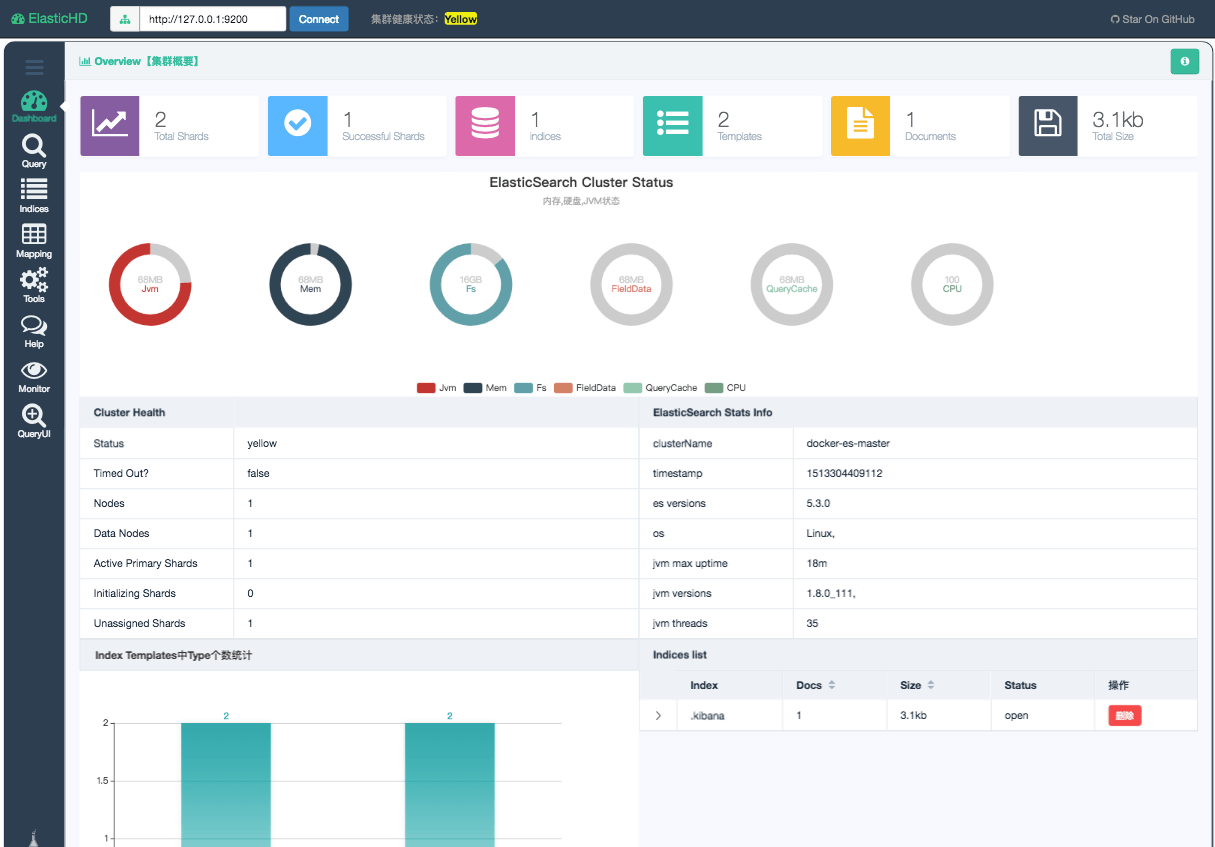 ElasticHD
http://127.0.0.1:9200
Connect
集群健康状态: Yellow
Star On GitHub
Overview【集群概要】
Dashboard
Query
Indices
Mapping
Tools
Help
Monitor
QueryUI
2
Total Shards
1
Successful Shards
1
indices
2
Templates
1
Documents
3.1kb
Total Size
ElasticSearch Cluster Status
内存,硬盘,JVM状态
68MB
Jvm
68MB
Mem
16GB
Fs
68MB
FieldData
68MB
QueryCache
100
CPU
Jvm Mem Fs FieldData QueryCache CPU
Cluster Health
Status yellow
Timed Out? false
Nodes 1
Data Nodes 1
Active Primary Shards 1
Initializing Shards 0
Unassigned Shards 1
ElasticSearch Stats Info
clusterName docker-es-master
timestamp 1513304409112
es versions 5.3.0
os Linux,
jvm max uptime 18m
jvm versions 1.8.0_111,
jvm threads 35
Index Templates中Type个数统计
2
1.5
1
2
2
Indices list
Index Docs Size Status 操作
.kibana 1 3.1kb open 删除